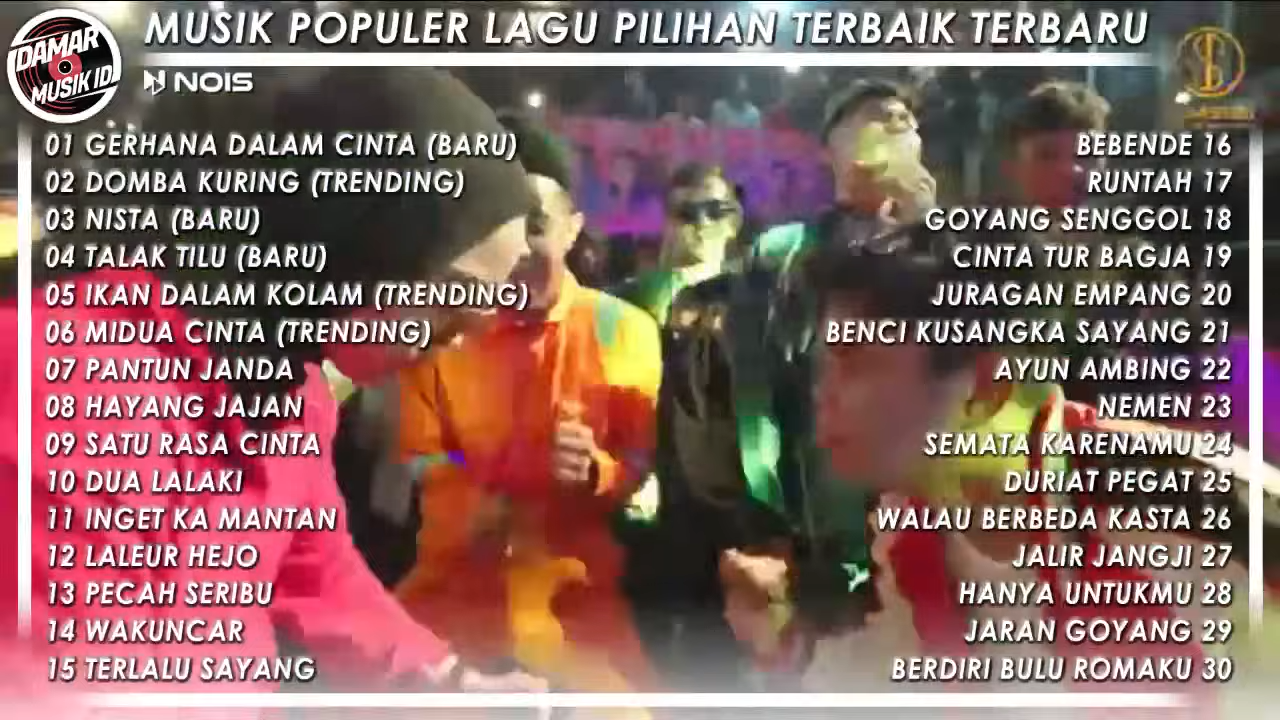 MUSIK POPULER LAGU PILIHAN TERBAIK TERBARU
DAMAR
MUSIK ID
NOIS
01 GERHANA DALAM CINTA (BARU)
02 DOMBA KURING (TRENDING)
03 NISTA (BARU)
04 TALAK TILU (BARU)
05 IKAN DALAM KOLAM (TRENDING)
06 MIDUA CINTA (TRENDING)
07 PANTUN JANDA
08 HAYANG JAJAN
09 SATU RASA CINTA
10 DUA LALAKI
11 INGET KA MANTAN
12 LALEUR HEJO
13 PECAH SERIBU
14 WAKUNCAR
15 TERLALU SAYANG
BEBENDE 16
RUNTAH 17
GOYANG SENGGOL 18
CINTA TUR BAGJA 19
JURAGAN EMPANG 20
BENCI KUSANGKA SAYANG 21
AYUN AMBING 22
NEMEN 23
SEMATA KARENAMU 24
DURIAT PEGAT 25
WALAU BERBEDA KASTA 26
JALIR JANGJI 27
HANYA UNTUKMU 28
JARAN GOYANG 29
BERDIRI BULU ROMAKU 30